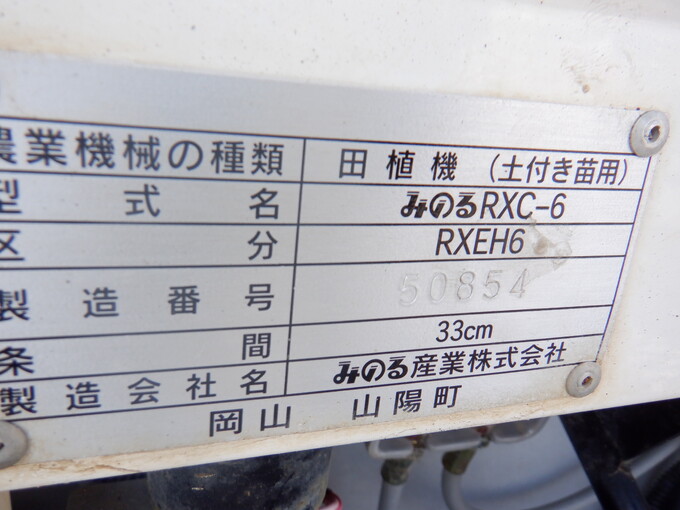 農業機械の種類 田植機 (土付き苗用)
型式名 みのるRXC-6
区分 RXEH6
製造番号 50854
条間 33cm
製造会社名 みのる産業株式会社
岡山 山陽町